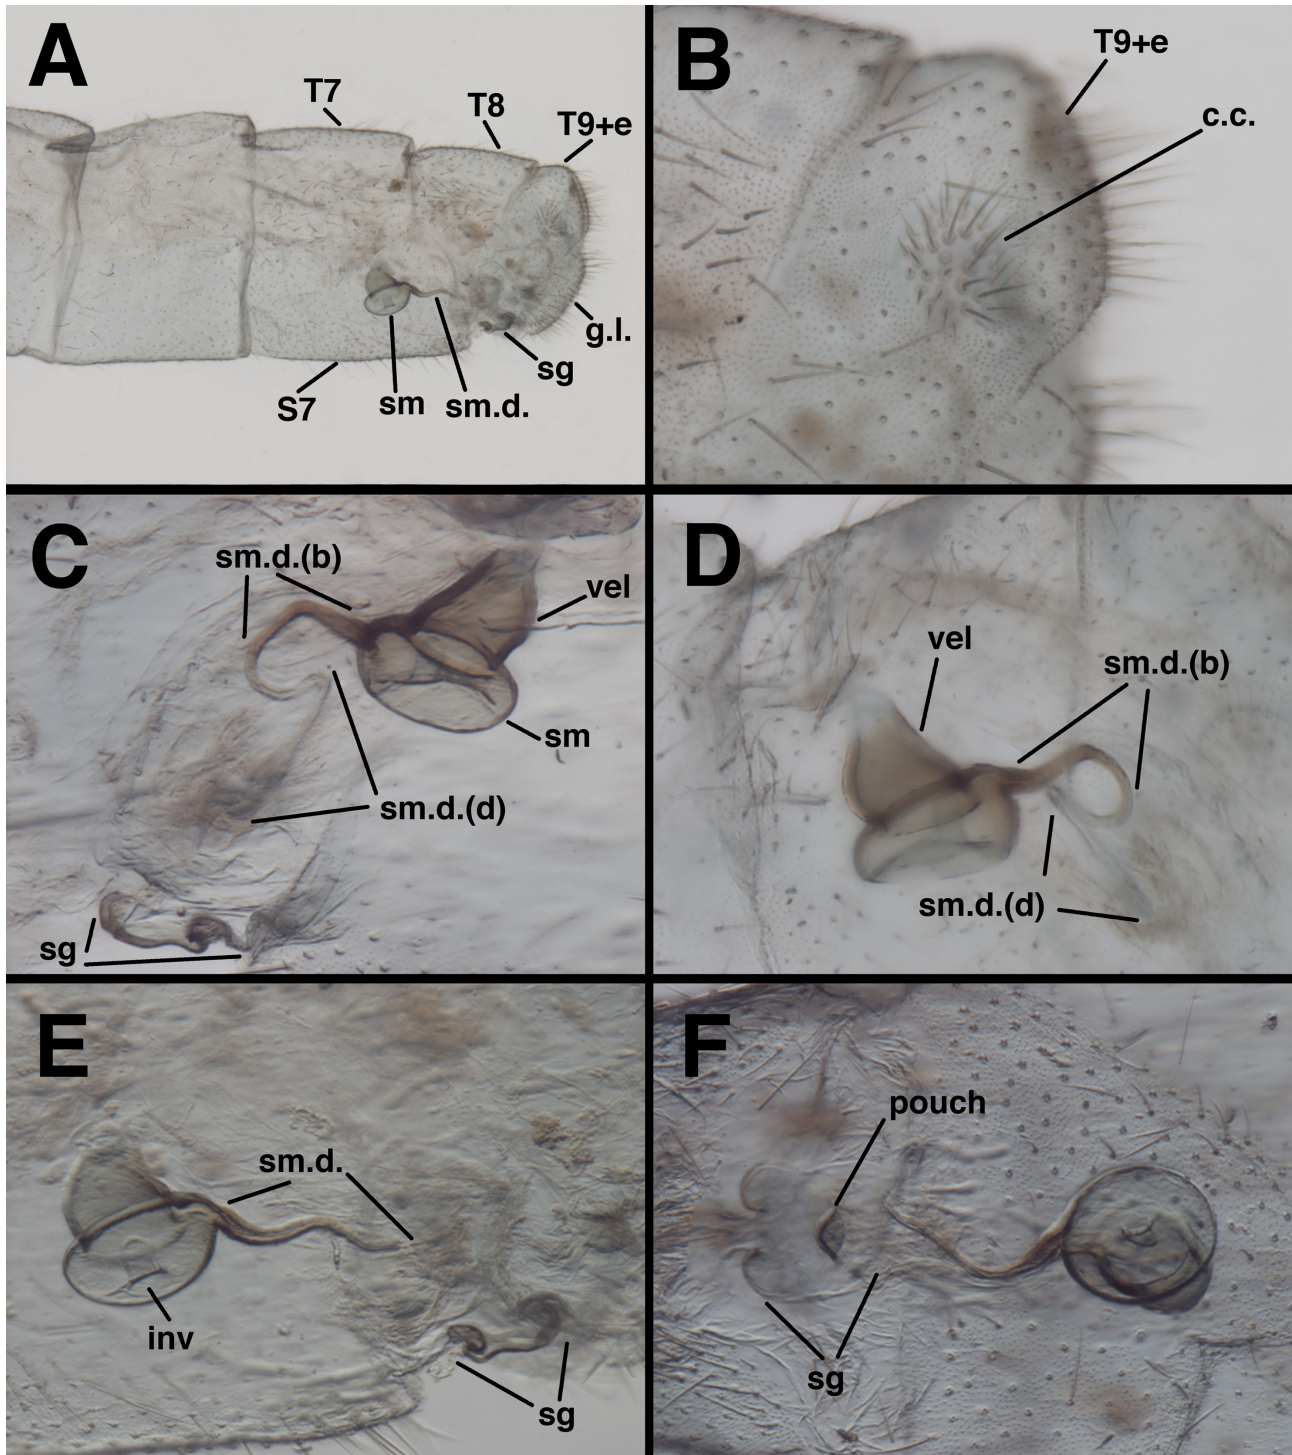 A
T7
T8
T9+e
g.l.
sg
sm.d.
sm
S7
B
T9+e
c.c.
C
sm.d.(b)
vel
sm
sm.d.(d)
sg
D
vel
sm.d.(b)
sm.d.(d)
E
sm.d.
inv
sg
F
pouch
sg